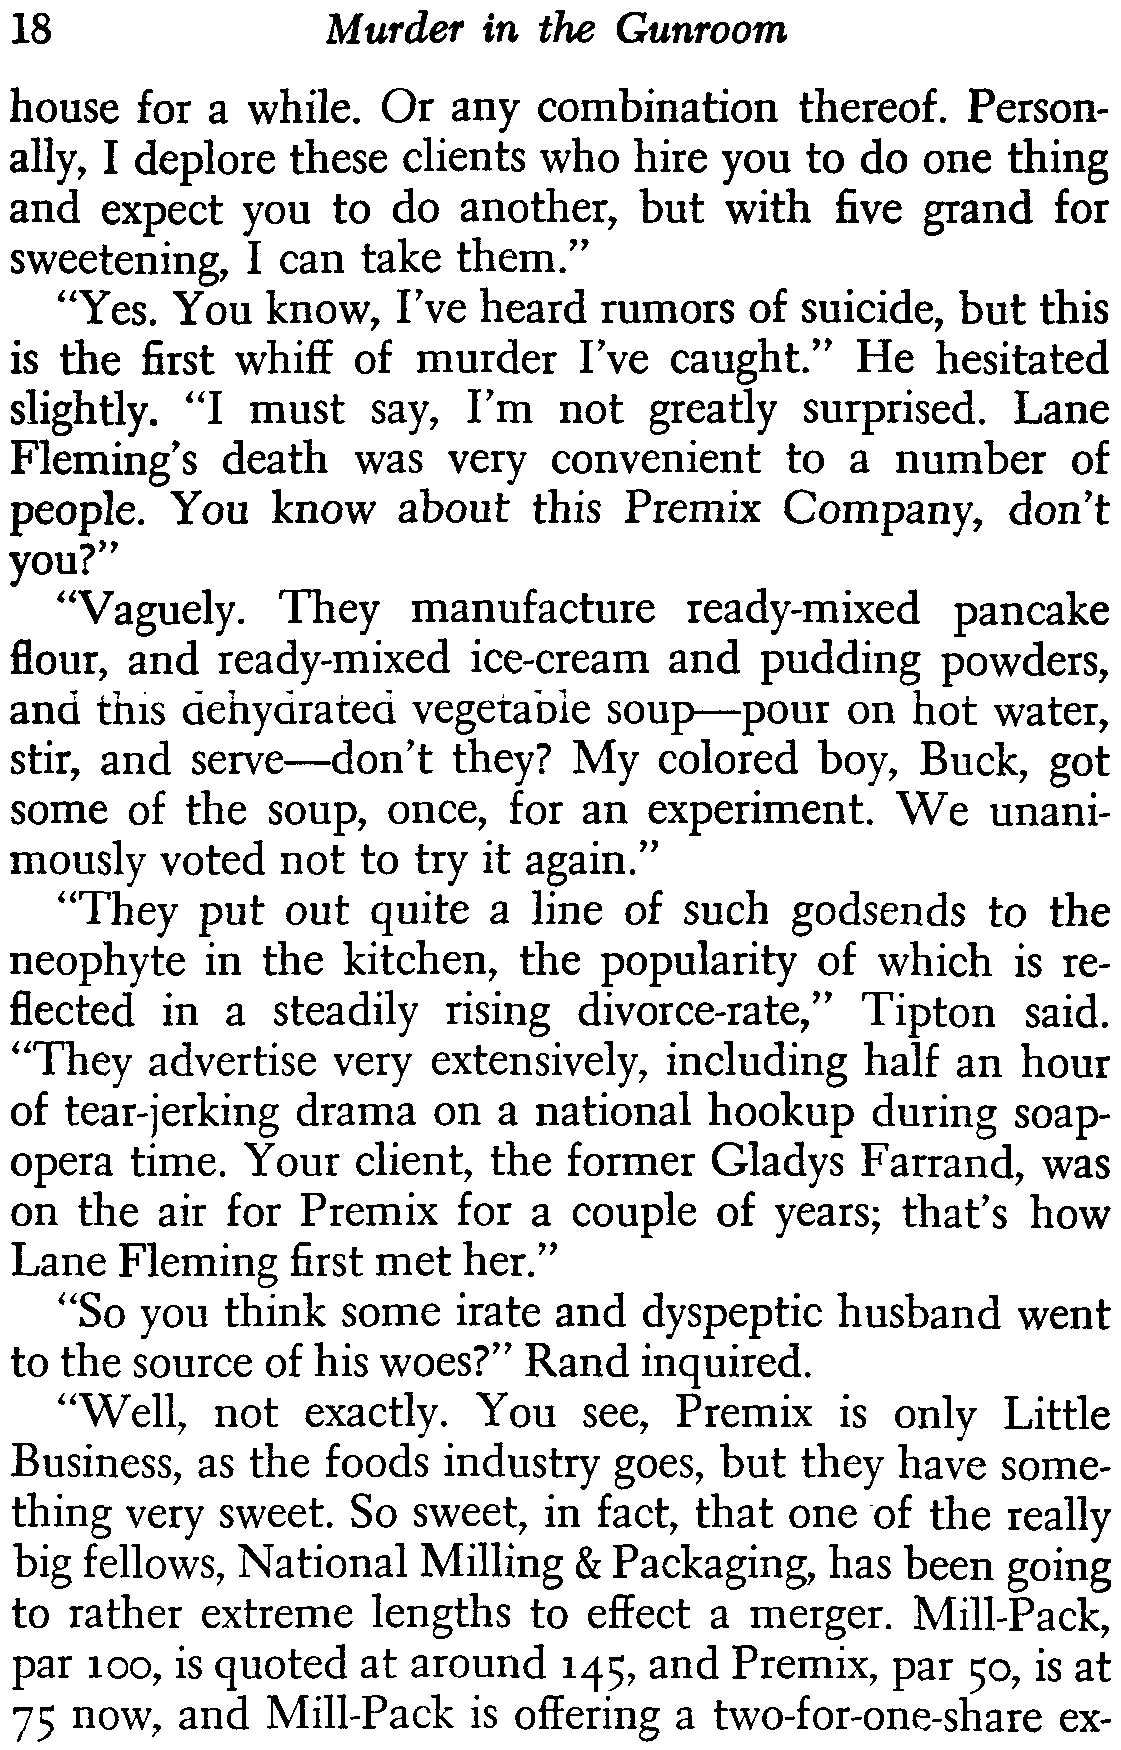 18 Murder in the Gunroom
house for a while. Or any combination thereof. Person-
ally, I deplore these clients who hire you to do one thing
and expect you to do another, but with five grand for
sweetening, I can take them.”
“Yes. You know, I’ve heard rumors of suicide, but this
is the first whiff of murder I’ve caught.” He hesitated
slightly. “I must say, I’m not greatly surprised. Lane
Fleming’s death was very convenient to a number of
people. You know about this Premix Company, don’t
you?”
“Vaguely. They manufacture ready-mixed pancake
flour, and ready-mixed ice-cream and pudding powders,
and this dehydrated vegetable soup—pour on hot water,
stir, and serve—don’t they? My colored boy, Buck, got
some of the soup, once, for an experiment. We unani-
mously voted not to try it again.”
“They put out quite a line of such godsends to the
neophyte in the kitchen, the popularity of which is re-
flected in a steadily rising divorce-rate,” Tipton said.
“They advertise very extensively, including half an hour
of tear-jerking drama on a national hookup during soap-
opera time. Your client, the former Gladys Farrand, was
on the air for Premix for a couple of years; that’s how
Lane Fleming first met her.”
“So you think some irate and dyspeptic husband went
to the source of his woes?” Rand inquired.
“Well, not exactly. You see, Premix is only Little
Business, as the foods industry goes, but they have some-
thing very sweet. So sweet, in fact, that one of the really
big fellows, National Milling & Packaging, has been going
to rather extreme lengths to effect a merger. Mill-Pack,
par 100, is quoted at around 145, and Premix, par 50, is at
75 now, and Mill-Pack is offering a two-for-one-share ex-